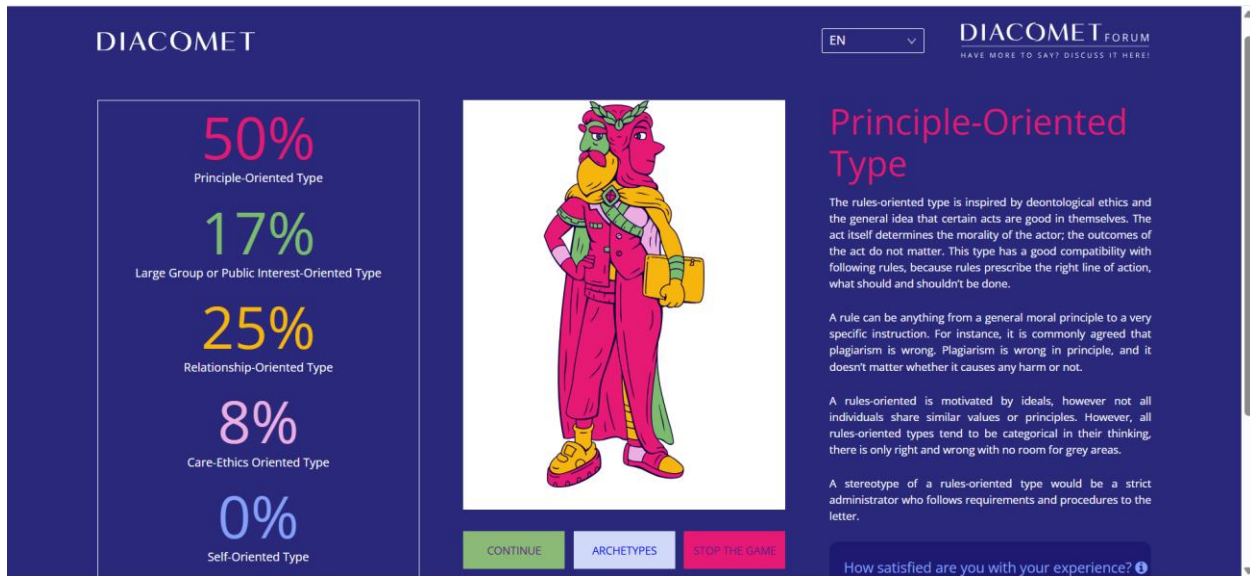 DIACOMET
EN
DIACOMET FORUM
HAVE MORE TO SAY? DISCUSS IT HERE!
50%
Principle-Oriented Type
17%
Large Group or Public Interest-Oriented Type
25%
Relationship-Oriented Type
8%
Care-Ethics Oriented Type
0%
Self-Oriented Type
CONTINUE
ARCHETYPES
STOP THE GAME
Principle-Oriented
Type
The rules-oriented type is inspired by deontological ethics and
the general idea that certain acts are good in themselves. The
act itself determines the morality of the actor; the outcomes of
the act do not matter. This type has a good compatibility with
following rules, because rules prescribe the right line of action,
what should and shouldn't be done.
A rule can be anything from a general moral principle to a very
specific instruction. For instance, it is commonly agreed that
plagiarism is wrong. Plagiarism is wrong in principle, and it
doesn't matter whether it causes any harm or not.
A rules-oriented is motivated by ideals, however not all
individuals share similar values or principles. However, all
rules-oriented types tend to be categorical in their thinking,
there is only right and wrong with no room for grey areas.
A stereotype of a rules-oriented type would be a strict
administrator who follows requirements and procedures to the
letter.
How satisfied are you with your experience?